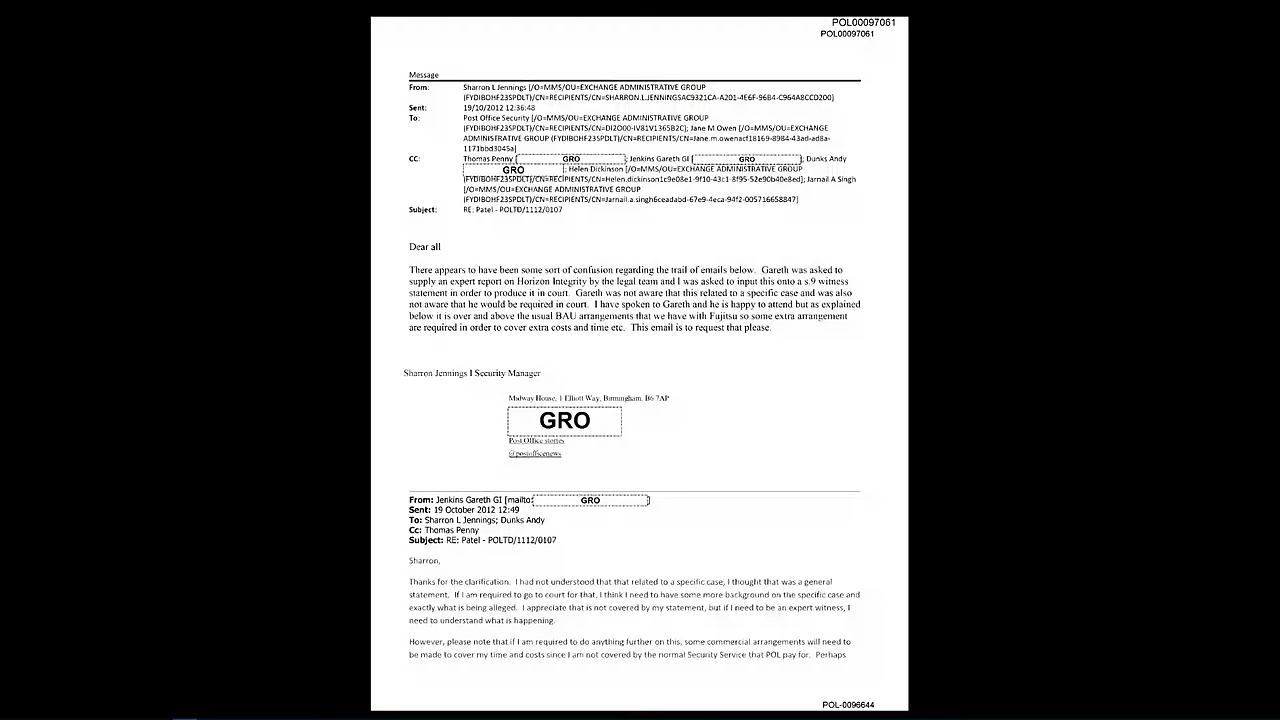 POL00097061
POL00097061
Message
From: Sharron L Jennings [/O=MMS/OU=EXCHANGE ADMINISTRATIVE GROUP
(FYDIBOHF23SPDLT)/CN=RECIPIENTS/CN=SHARRON.L.JENNINGSAC9321CA-A201-4E6F-96B4-C964A8CCD200]
Sent: 19/10/2012 12:36:48
To: Post Office Security [/O=MMS/OU=EXCHANGE ADMINISTRATIVE GROUP
(FYDIBOHF23SPDLT)/CN=RECIPIENTS/CN=DI2O00-IV81V1365B2C]; Jane M Owen [/O=MMS/OU=EXCHANGE
ADMINISTRATIVE GROUP (FYDIBOHF23SPDLT)/CN=RECIPIENTS/CN=Jane.m.owenacf18169-8984-43ad-ad8a-
1171bbd3045a]
CC: Thomas Penny [GRO]; Jenkins Gareth GI [GRO]; Dunks Andy
GRO]; Helen Dickinson [/O=MMS/OU=EXCHANGE ADMINISTRATIVE GROUP
(FYDIBOHF23SPDLT)/CN=RECIPIENTS/CN=Helen.dickinson1c9e08e1-9f10-43c1-8f95-52e90b40e8ed]; Jarnail A Singh
[/O=MMS/OU=EXCHANGE ADMINISTRATIVE GROUP
(FYDIBOHF23SPDLT)/CN=RECIPIENTS/CN=Jarnail.a.singh6ceadabd-67e9-4eca-94f2-005716658847]
Subject: RE: Patel - POLTD/1112/0107
Dear all
There appears to have been some sort of confusion regarding the trail of emails below. Gareth was asked to
supply an expert report on Horizon Integrity by the legal team and I was asked to input this onto a s.9 witness
statement in order to produce it in court. Gareth was not aware that this related to a specific case and was also
not aware that he would be required in court. I have spoken to Gareth and he is happy to attend but as explained
below it is over and above the usual BAU arrangements that we have with Fujitsu so some extra arrangement
are required in order to cover extra costs and time etc. This email is to request that please.
Sharron Jennings I Security Manager
Midway House, 1 Elliott Way, Birmingham, B6 7AP
GRO
Post Office stories
@postofficenews
From: Jenkins Gareth GI [mailto:GRO]
Sent: 19 October 2012 12:49
To: Sharron L Jennings; Dunks Andy
Cc: Thomas Penny
Subject: RE: Patel - POLTD/1112/0107
Sharron,
Thanks for the clarification. I had not understood that that related to a specific case, I thought that was a general
statement. If I am required to go to court for that, I think I need to have some more background on the specific case and
exactly what is being alleged. I appreciate that is not covered by my statement, but if I need to be an expert witness, I
need to understand what is happening.
However, please note that if I am required to do anything further on this, some commercial arrangements will need to
be made to cover my time and costs since I am not covered by the normal Security Service that POL pay for. Perhaps
POL-0096644